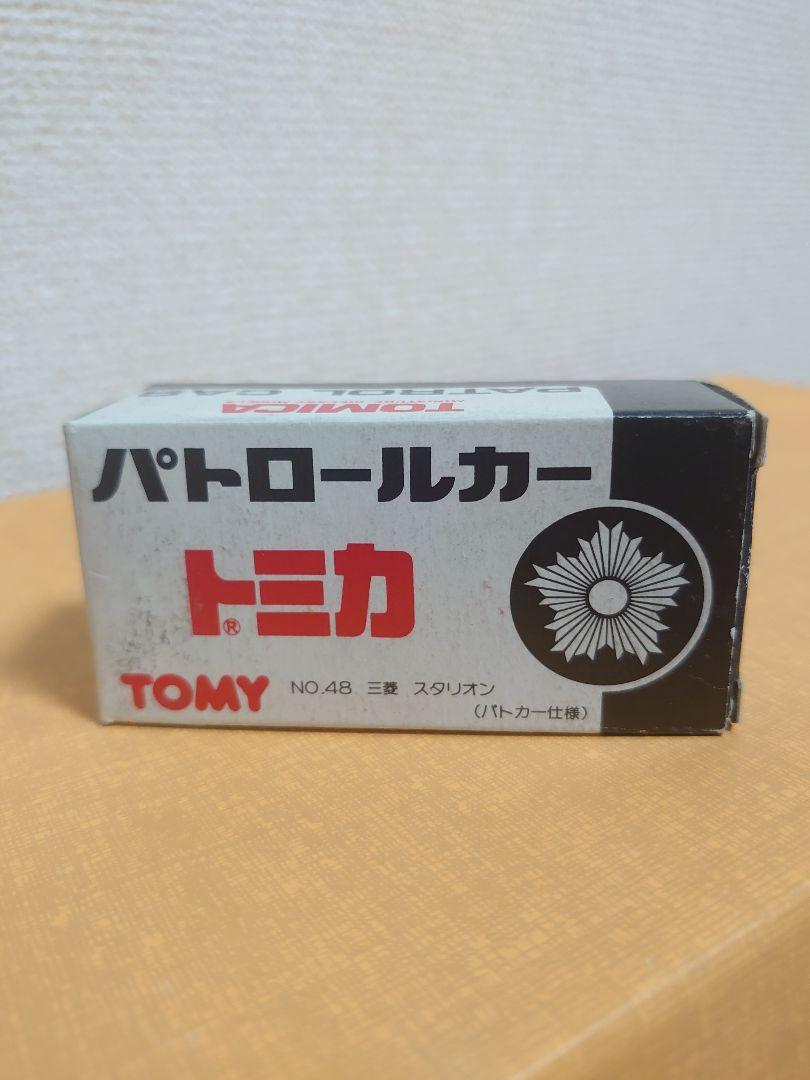 PATROL CAR
TOMICA
パトロールカー
トミカ®
TOMY NO.48 三菱 スタリオン
(パトカー仕様)